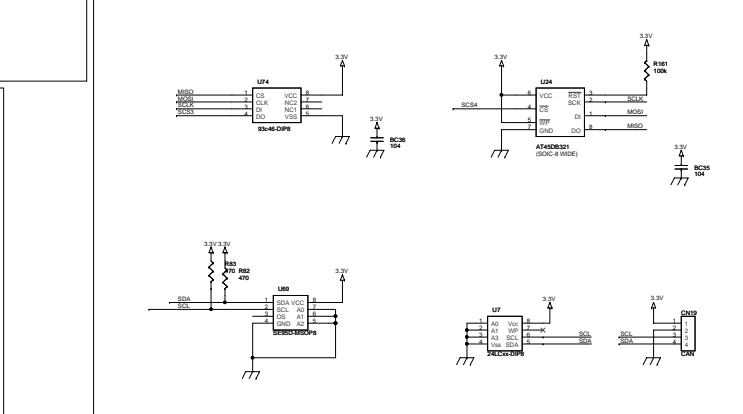 3.3V
U74
MISO 1 CS VCC 8
MOSI 2 CLK NC2 7
SCLK 3 DI NC1 6
SCS3 4 DO VSS 5
93c46-DIP8
3.3V
BC36
104
3.3V
3.3V
R161
100k
U24
6 VCC RST 3
SCK 2 SCLK
SCS4 4 CS
DI 1 MOSI
5 WP
7 GND DO 8 MISO
AT45DB321
(SOIC-8 WIDE)
3.3V
BC35
104
3.3V 3.3V
R83
470 R82
470
3.3V
U69
SDA 1 SDA VCC 8
SCL 2 SCL A0 7
3 OS A1 6
4 GND A2 5
SE95D-MSOP8
3.3V
U7
1 A0 Vcc 8
2 A1 WP 7
3 A3 SCL 6 SCL
4 Vss SDA 5 SDA
24LCxx-DIP8
3.3V
CN19
1
2
SCL 3 3
SDA 4 4
CAN